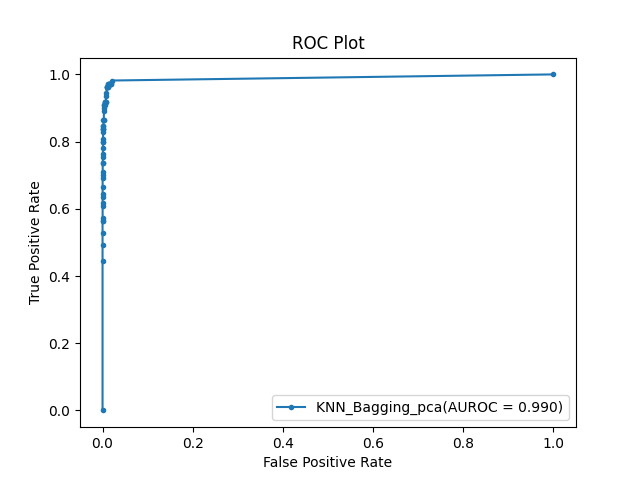 ROC Plot
1.0
0.8
0.6
0.4
0.2
0.0
True Positive Rate
KNN_Bagging_pca(AUROC = 0.990)
0.0 0.2 0.4 0.6 0.8 1.0
False Positive Rate